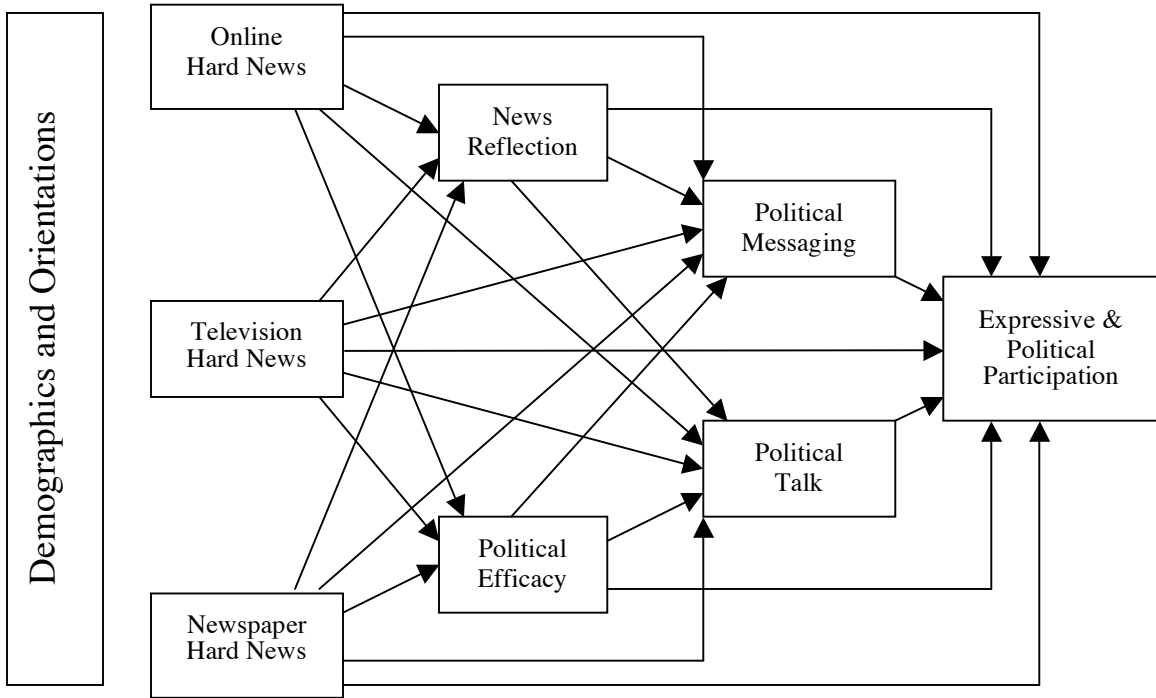 Demographics and Orientations
Online
Hard News
News
Reflection
Political
Messaging
Television
Hard News
Expressive &
Political
Participation
Political
Talk
Political
Efficacy
Newspaper
Hard News